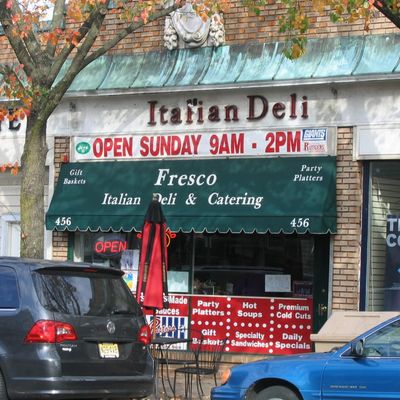 Italian Deli
OPEN SUNDAY 9AM - 2PM
GIANTS
Gift
Baskets
Fresco
Party
Platters
Italian Deli & Catering
456
456
OPEN
Party
Platters
Hot
Soups
Premium
Cold Cuts
Gift
Baskets
Specialty
Sandwiches
Daily
Specials